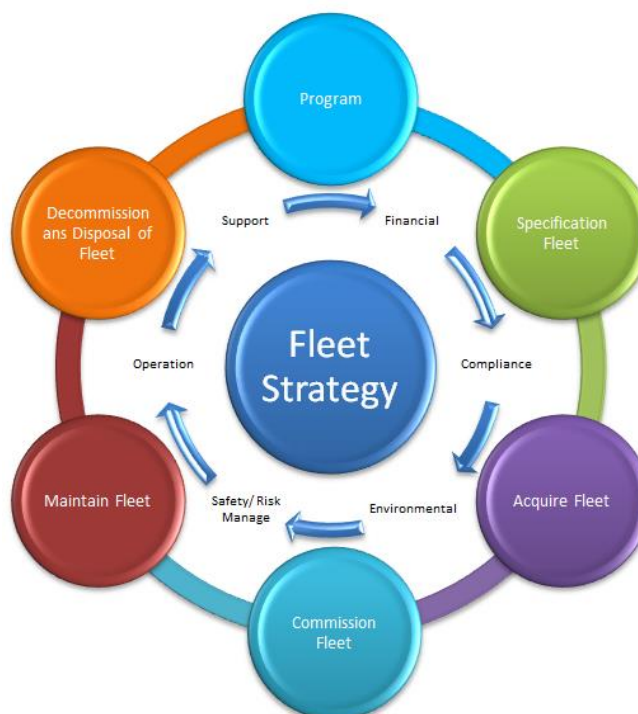 Program
Decommission
ans Disposal of
Fleet
Specification
Fleet
Support
Financial
Fleet
Strategy
Operation
Compliance
Maintain Fleet
Safety/ Risk
Manage
Environmental
Acquire Fleet
Commission
Fleet